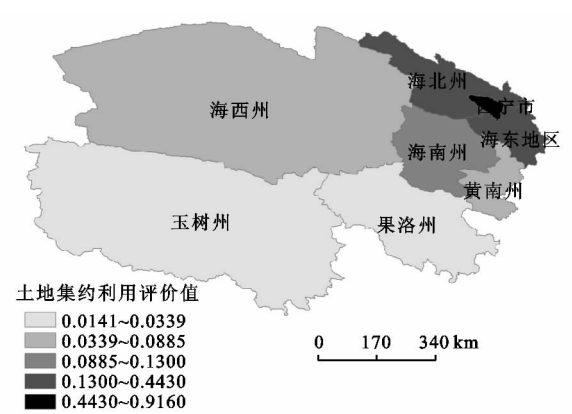 海北州
西宁市
海西州
海东地区
海南州
黄南州
玉树州
果洛州
土地集约利用评价值
0.0141~0.0339
0.0339~0.0885
0.0885~0.1300
0.1300~0.4430
0.4430~0.9160
0 170 340 km